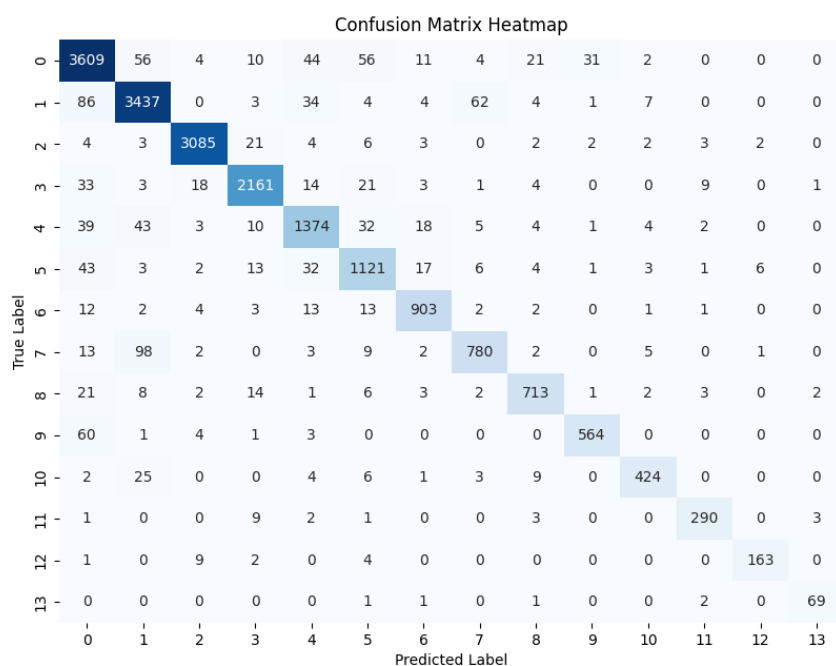 Confusion Matrix Heatmap
0 3609 56 4 10 44 56 11 4 21 31 2 0 0 0
1 86 3437 0 3 34 4 4 62 4 1 7 0 0 0
2 4 3 3085 21 4 6 3 0 2 2 2 3 2 0
3 33 3 18 2161 14 21 3 1 4 0 0 9 0 1
4 39 43 3 10 1374 32 18 5 4 1 4 2 0 0
5 43 3 2 13 32 1121 17 6 4 1 3 1 6 0
6 12 2 4 3 13 13 903 2 2 0 1 1 0 0
7 13 98 2 0 3 9 2 780 2 0 5 0 1 0
8 21 8 2 14 1 6 3 2 713 1 2 3 0 2
9 60 1 4 1 3 0 0 0 0 564 0 0 0 0
10 2 25 0 0 4 6 1 3 9 0 424 0 0 0
11 1 0 0 9 2 1 0 0 3 0 0 290 0 3
12 1 0 9 2 0 4 0 0 0 0 0 0 163 0
13 0 0 0 0 0 1 1 0 1 0 0 2 0 69
0 1 2 3 4 5 6 7 8 9 10 11 12 13
True Label
Predicted Label